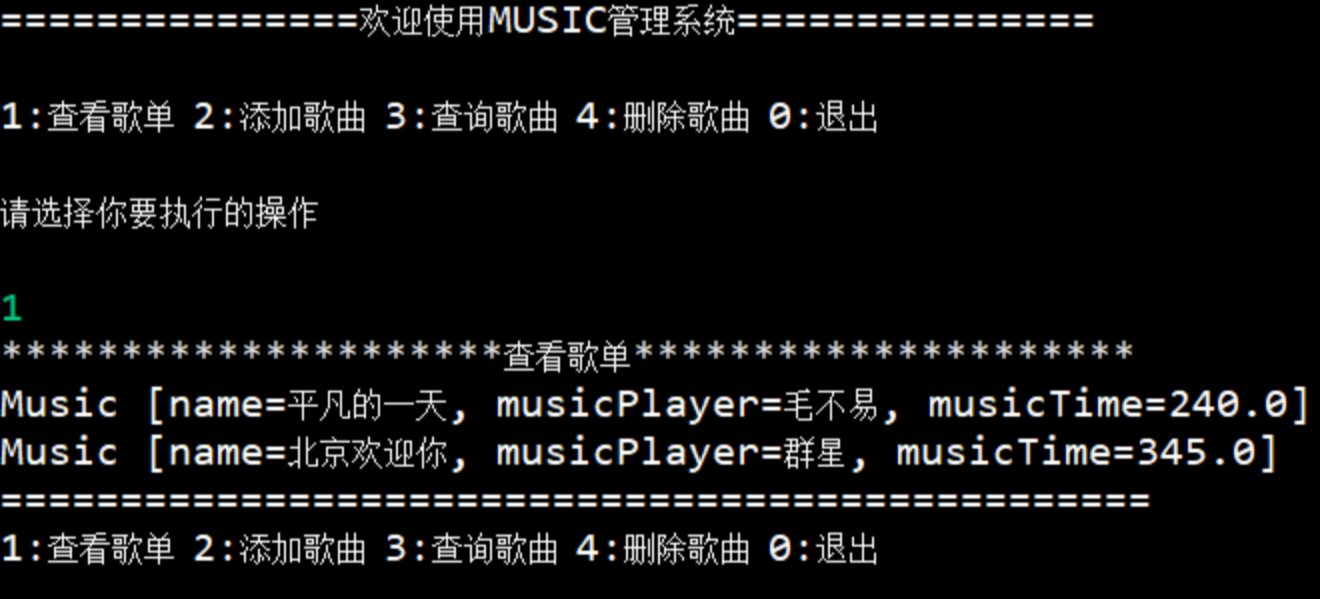 ===============欢迎使用MUSIC管理系统===============
1:查看歌单 2:添加歌曲 3:查询歌曲 4:删除歌曲 0:退出
请选择你要执行的操作
1
*********************查看歌单*********************
Music [name=平凡的一天, musicPlayer=毛不易, musicTime=240.0]
Music [name=北京欢迎你, musicPlayer=群星, musicTime=345.0]
================================================
1:查看歌单 2:添加歌曲 3:查询歌曲 4:删除歌曲 0:退出